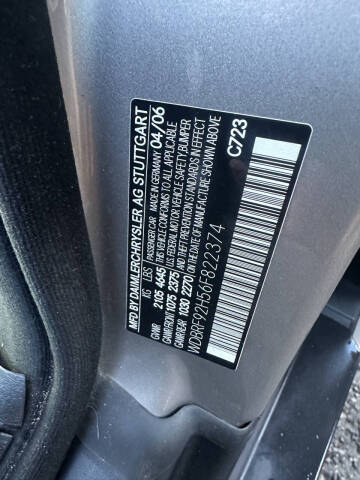 MFD. BY DAIMLERCHRYSLER AG STUTTGART
PASSENGER CAR MADE IN GERMANY 04/06
LBS THIS VEHICLE CONFORMS TO ALL APPLICABLE
KG U.S. FEDERAL MOTOR VEHICLE SAFETY, BUMPER
GVWR 2105 4645 AND THEFT PREVENTION STANDARDS IN EFFECT
GAWR/FRONT 1075 2375 ON THE DATE OF MANUFACTURE SHOWN ABOVE
GAWR/REAR 1030 2270
C723
WDBRF92H56F822374